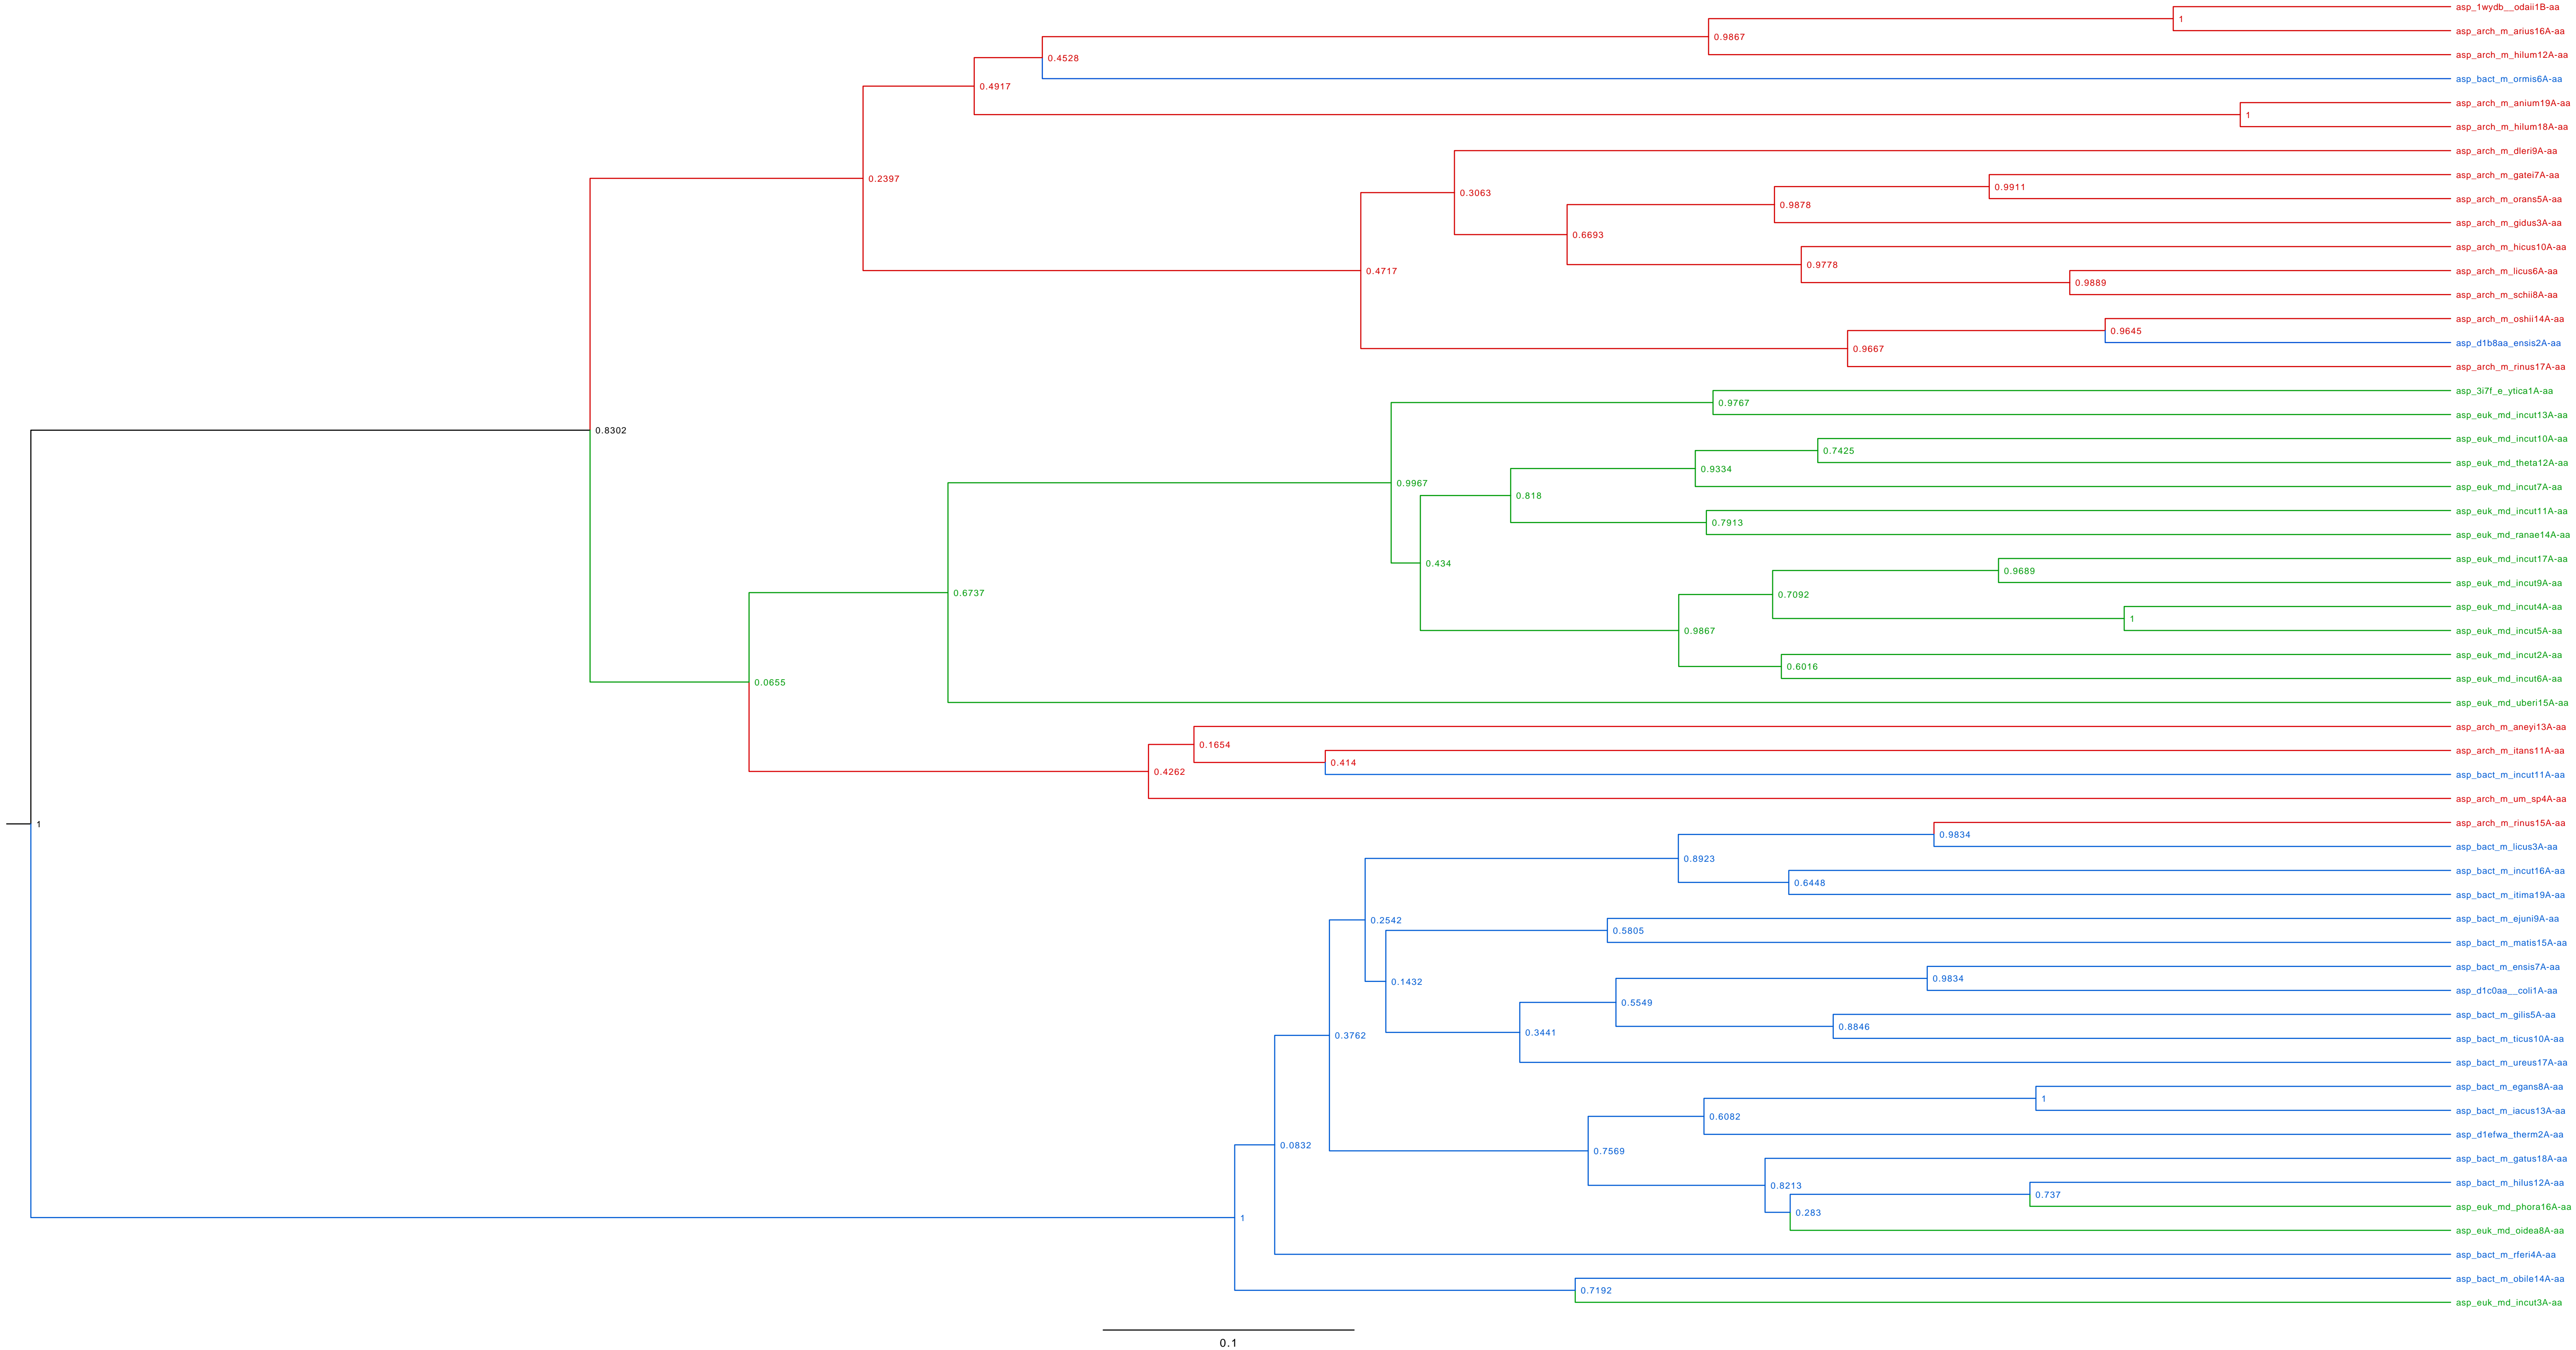 asp_1wydb__odaii1B-aa
1
asp_arch_m_arius16A-aa
0.9867
asp_arch_m_hilum12A-aa
0.4528
asp_bact_m_ormis6A-aa
0.4917
asp_arch_m_anium19A-aa
1
asp_arch_m_hilum18A-aa
0.2397
asp_arch_m_dleri9A-aa
0.3063
asp_arch_m_gatei7A-aa
0.9911
asp_arch_m_orans5A-aa
0.9878
asp_arch_m_gidus3A-aa
0.6693
asp_arch_m_hicus10A-aa
0.9778
asp_arch_m_licus6A-aa
0.4717
0.9889
asp_arch_m_schii8A-aa
asp_arch_m_oshii14A-aa
0.9645
asp_d1b8aa_ensis2A-aa
0.9667
asp_arch_m_rinus17A-aa
asp_3i7f_e_ytica1A-aa
0.9767
asp_euk_md_incut13A-aa
0.8302
asp_euk_md_incut10A-aa
0.7425
asp_euk_md_theta12A-aa
0.9334
0.9967
asp_euk_md_incut7A-aa
0.818
asp_euk_md_incut11A-aa
0.7913
asp_euk_md_ranae14A-aa
asp_euk_md_incut17A-aa
0.434
0.9689
asp_euk_md_incut9A-aa
0.6737
0.7092
asp_euk_md_incut4A-aa
1
asp_euk_md_incut5A-aa
0.9867
asp_euk_md_incut2A-aa
0.6016
asp_euk_md_incut6A-aa
0.0655
asp_euk_md_uberi15A-aa
asp_arch_m_aneyi13A-aa
0.1654
asp_arch_m_itans11A-aa
0.414
0.4262
asp_bact_m_incut11A-aa
asp_arch_m_um_sp4A-aa
1
asp_arch_m_rinus15A-aa
0.9834
asp_bact_m_licus3A-aa
0.8923
asp_bact_m_incut16A-aa
0.6448
asp_bact_m_itima19A-aa
0.2542
asp_bact_m_ejuni9A-aa
0.5805
asp_bact_m_matis15A-aa
asp_bact_m_ensis7A-aa
0.1432
0.9834
asp_d1c0aa__coli1A-aa
0.5549
asp_bact_m_gilis5A-aa
0.8846
0.3441
0.3762
asp_bact_m_ticus10A-aa
asp_bact_m_ureus17A-aa
asp_bact_m_egans8A-aa
1
asp_bact_m_iacus13A-aa
0.6082
asp_d1efwa_therm2A-aa
0.0832
0.7569
asp_bact_m_gatus18A-aa
0.8213
asp_bact_m_hilus12A-aa
0.737
asp_euk_md_phora16A-aa
0.283
1
asp_euk_md_oidea8A-aa
asp_bact_m_rferi4A-aa
asp_bact_m_obile14A-aa
0.7192
asp_euk_md_incut3A-aa
0.1